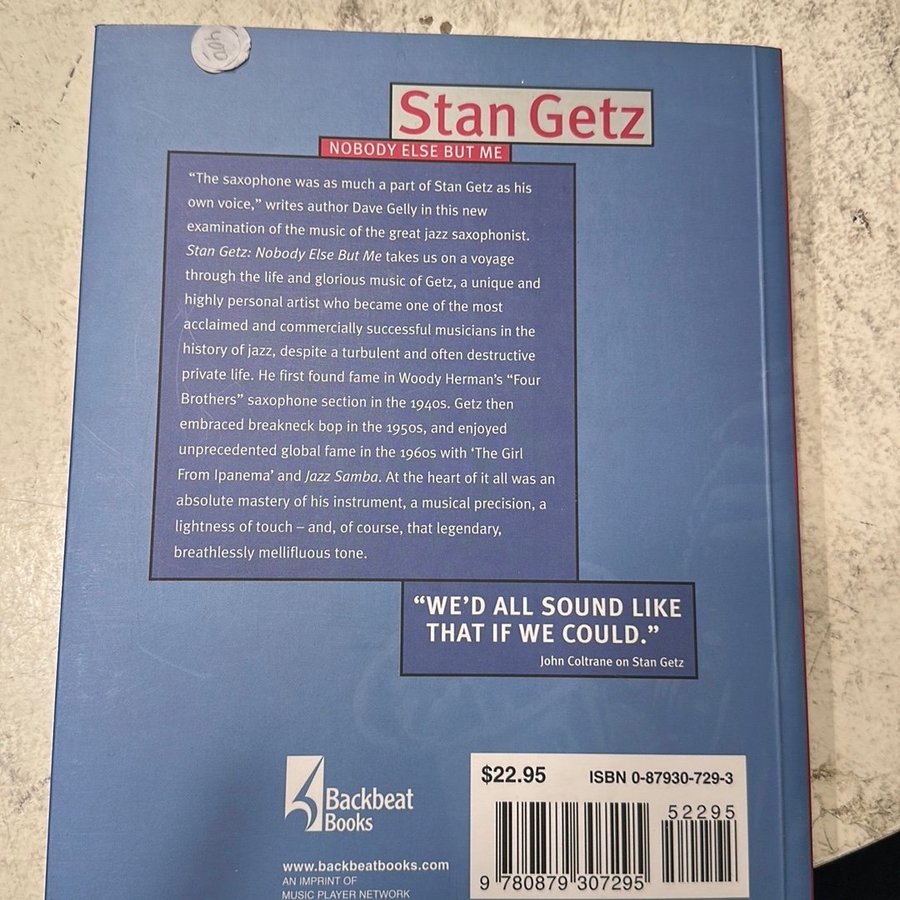 Stan Getz
NOBODY ELSE BUT ME
“The saxophone was as much a part of Stan Getz as his
own voice,” writes author Dave Gelly in this new
examination of the music of the great jazz saxophonist.
Stan Getz: Nobody Else But Me takes us on a voyage
through the life and glorious music of Getz, a unique and
highly personal artist who became one of the most
acclaimed and commercially successful musicians in the
history of jazz, despite a turbulent and often destructive
private life. He first found fame in Woody Herman’s “Four
Brothers” saxophone section in the 1940s. Getz then
embraced breakneck bop in the 1950s, and enjoyed
unprecedented global fame in the 1960s with ‘The Girl
From Ipanema’ and Jazz Samba. At the heart of it all was an
absolute mastery of his instrument, a musical precision, a
lightness of touch – and, of course, that legendary,
breathlessly mellifluous tone.
“WE’D ALL SOUND LIKE
THAT IF WE COULD.”
John Coltrane on Stan Getz
Backbeat
Books
www.backbeatbooks.com
AN IMPRINT OF
MUSIC PLAYER NETWORK
$22.95 ISBN 0-87930-729-3
52295
9 780879 307295